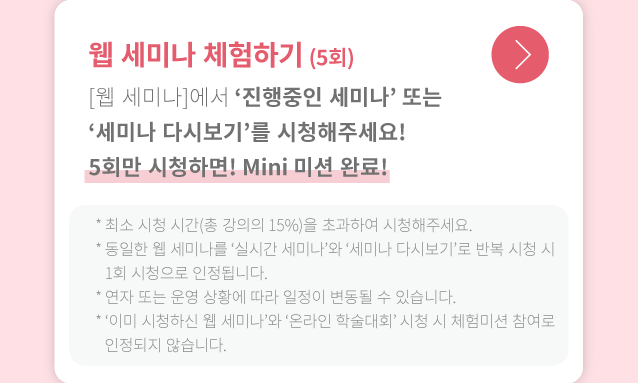 웹 세미나 체험하기 (5회)
[웹 세미나]에서 ‘진행중인 세미나’ 또는
‘세미나 다시보기’를 시청해주세요!
5회만 시청하면! Mini 미션 완료!
* 최소 시청 시간(총 강의의 15%)을 초과하여 시청해주세요.
* 동일한 웹 세미나를 ‘실시간 세미나’와 ‘세미나 다시보기’로 반복 시청 시
1회 시청으로 인정됩니다.
* 연자 또는 운영 상황에 따라 일정이 변동될 수 있습니다.
* ‘이미 시청하신 웹 세미나’와 ‘온라인 학술대회’ 시청 시 체험미션 참여로
인정되지 않습니다.